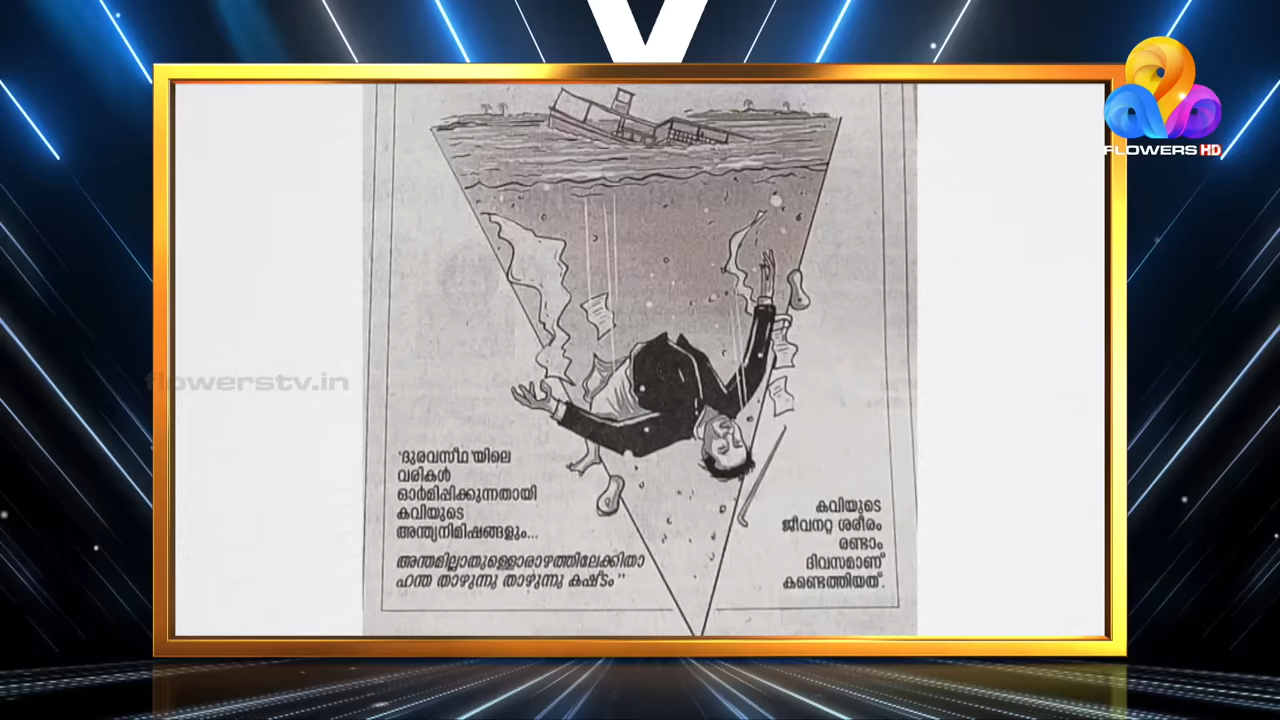 FLOWERS HD
flowerstv.in
'ദുരവസ്ഥ'യിലെ
വരികൾ
ഓർമിപ്പിക്കുന്നതായി
കവിയുടെ
അന്ത്യനിമിഷങ്ങളും...
അന്തമില്ലാതുള്ളൊരാഴത്തിലേക്കിതാ
ഹന്ത താഴുന്നു താഴുന്നു കഷ്ടം"
കവിയുടെ
ജീവനറ്റ ശരീരം
രണ്ടാം
ദിവസമാണ്
കണ്ടെത്തിയത്.